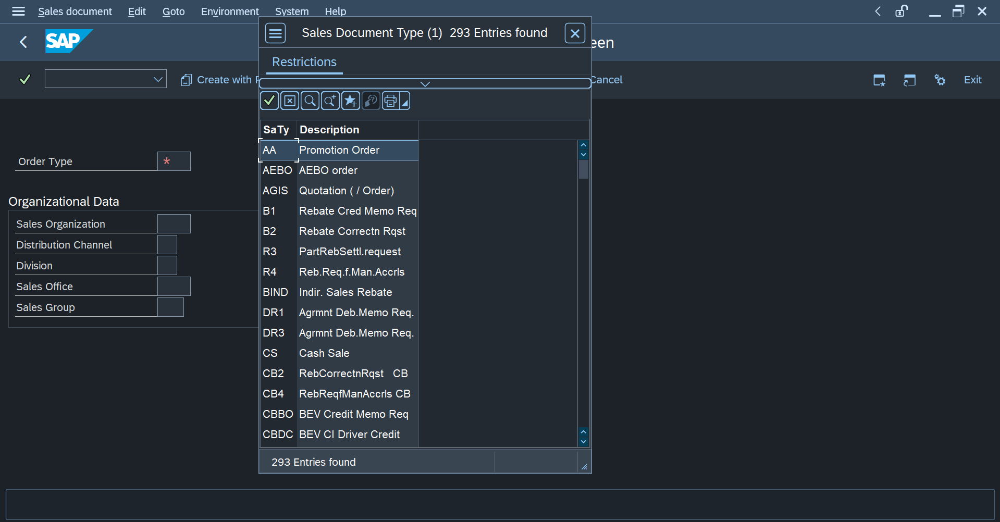 Sales document Edit Goto Environment System Help
SAP
een
Create with
Cancel
Exit
Order Type
*
Organizational Data
Sales Organization
Distribution Channel
Division
Sales Office
Sales Group
Sales Document Type (1) 293 Entries found
Restrictions
SaTy Description
AA Promotion Order
AEBO AEBO order
AGIS Quotation ( / Order)
B1 Rebate Cred Memo Req
B2 Rebate Correctn Rqst
R3 PartRebSettl.request
R4 Reb.Req.f.Man.Accrls
BIND Indir. Sales Rebate
DR1 Agrmnt Deb.Memo Req.
DR3 Agrmnt Deb.Memo Req.
CS Cash Sale
CB2 RebCorrectnRqst CB
CB4 RebReqfManAccrls CB
CBBO BEV Credit Memo Req
CBDC BEV CI Driver Credit
293 Entries found